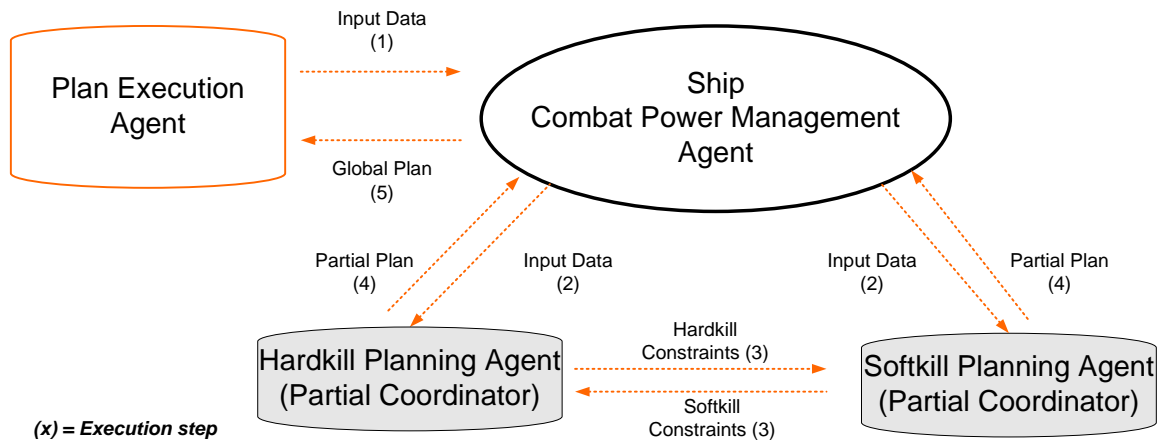 Input Data
(1)
Plan Execution
Agent
Ship
Combat Power Management
Agent
Global Plan
(5)
Partial Plan
(4)
Input Data
(2)
Input Data
(2)
Partial Plan
(4)
Hardkill Planning Agent
(Partial Coordinator)
Hardkill
Constraints (3)
Softkill
Constraints (3)
Softkill Planning Agent
(Partial Coordinator)
(x) = Execution step